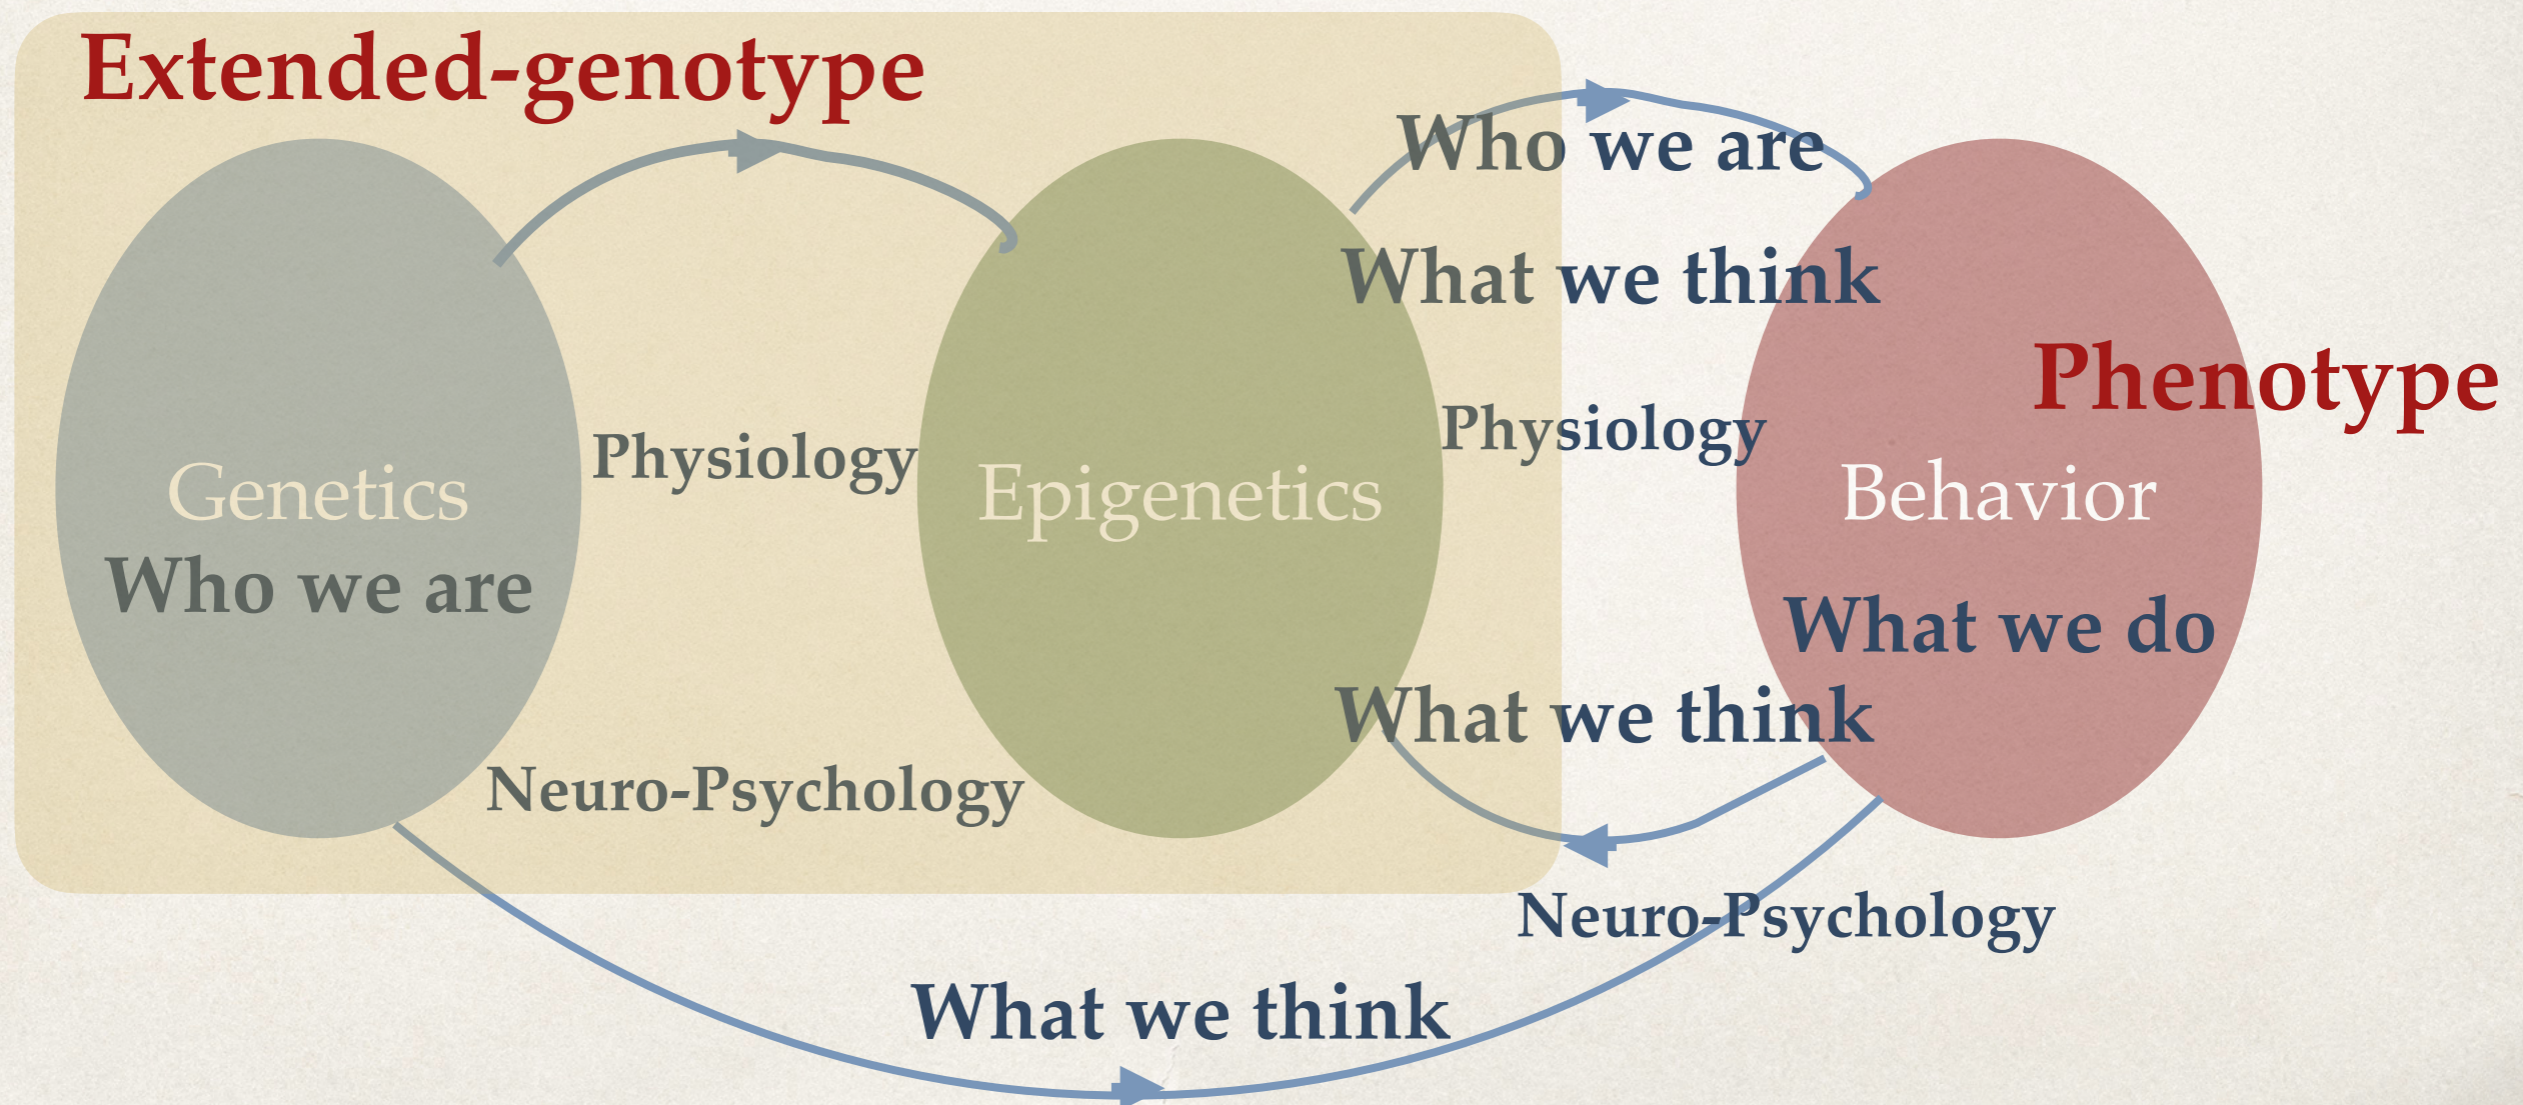 Extended-genotype
Who we are
What we think
Phenotype
Physiology
Physiology
Genetics
Epigenetics
Behavior
Who we are
What we do
What we think
Neuro-Psychology
Neuro-Psychology
What we think